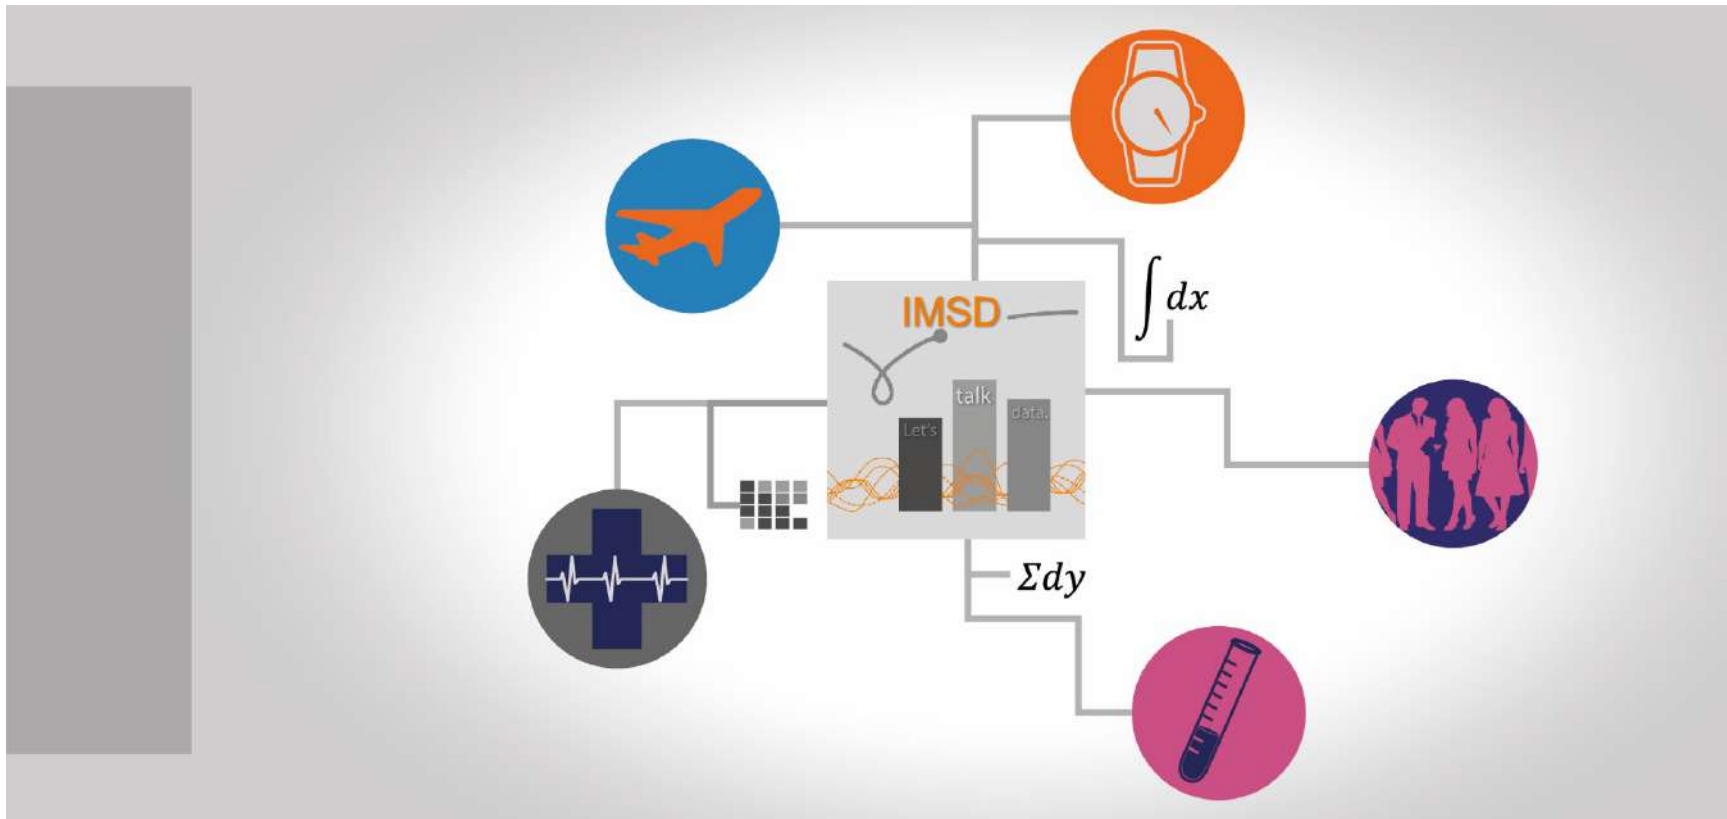 IMSD
∫dx
talk
data.
Let's
Σdy